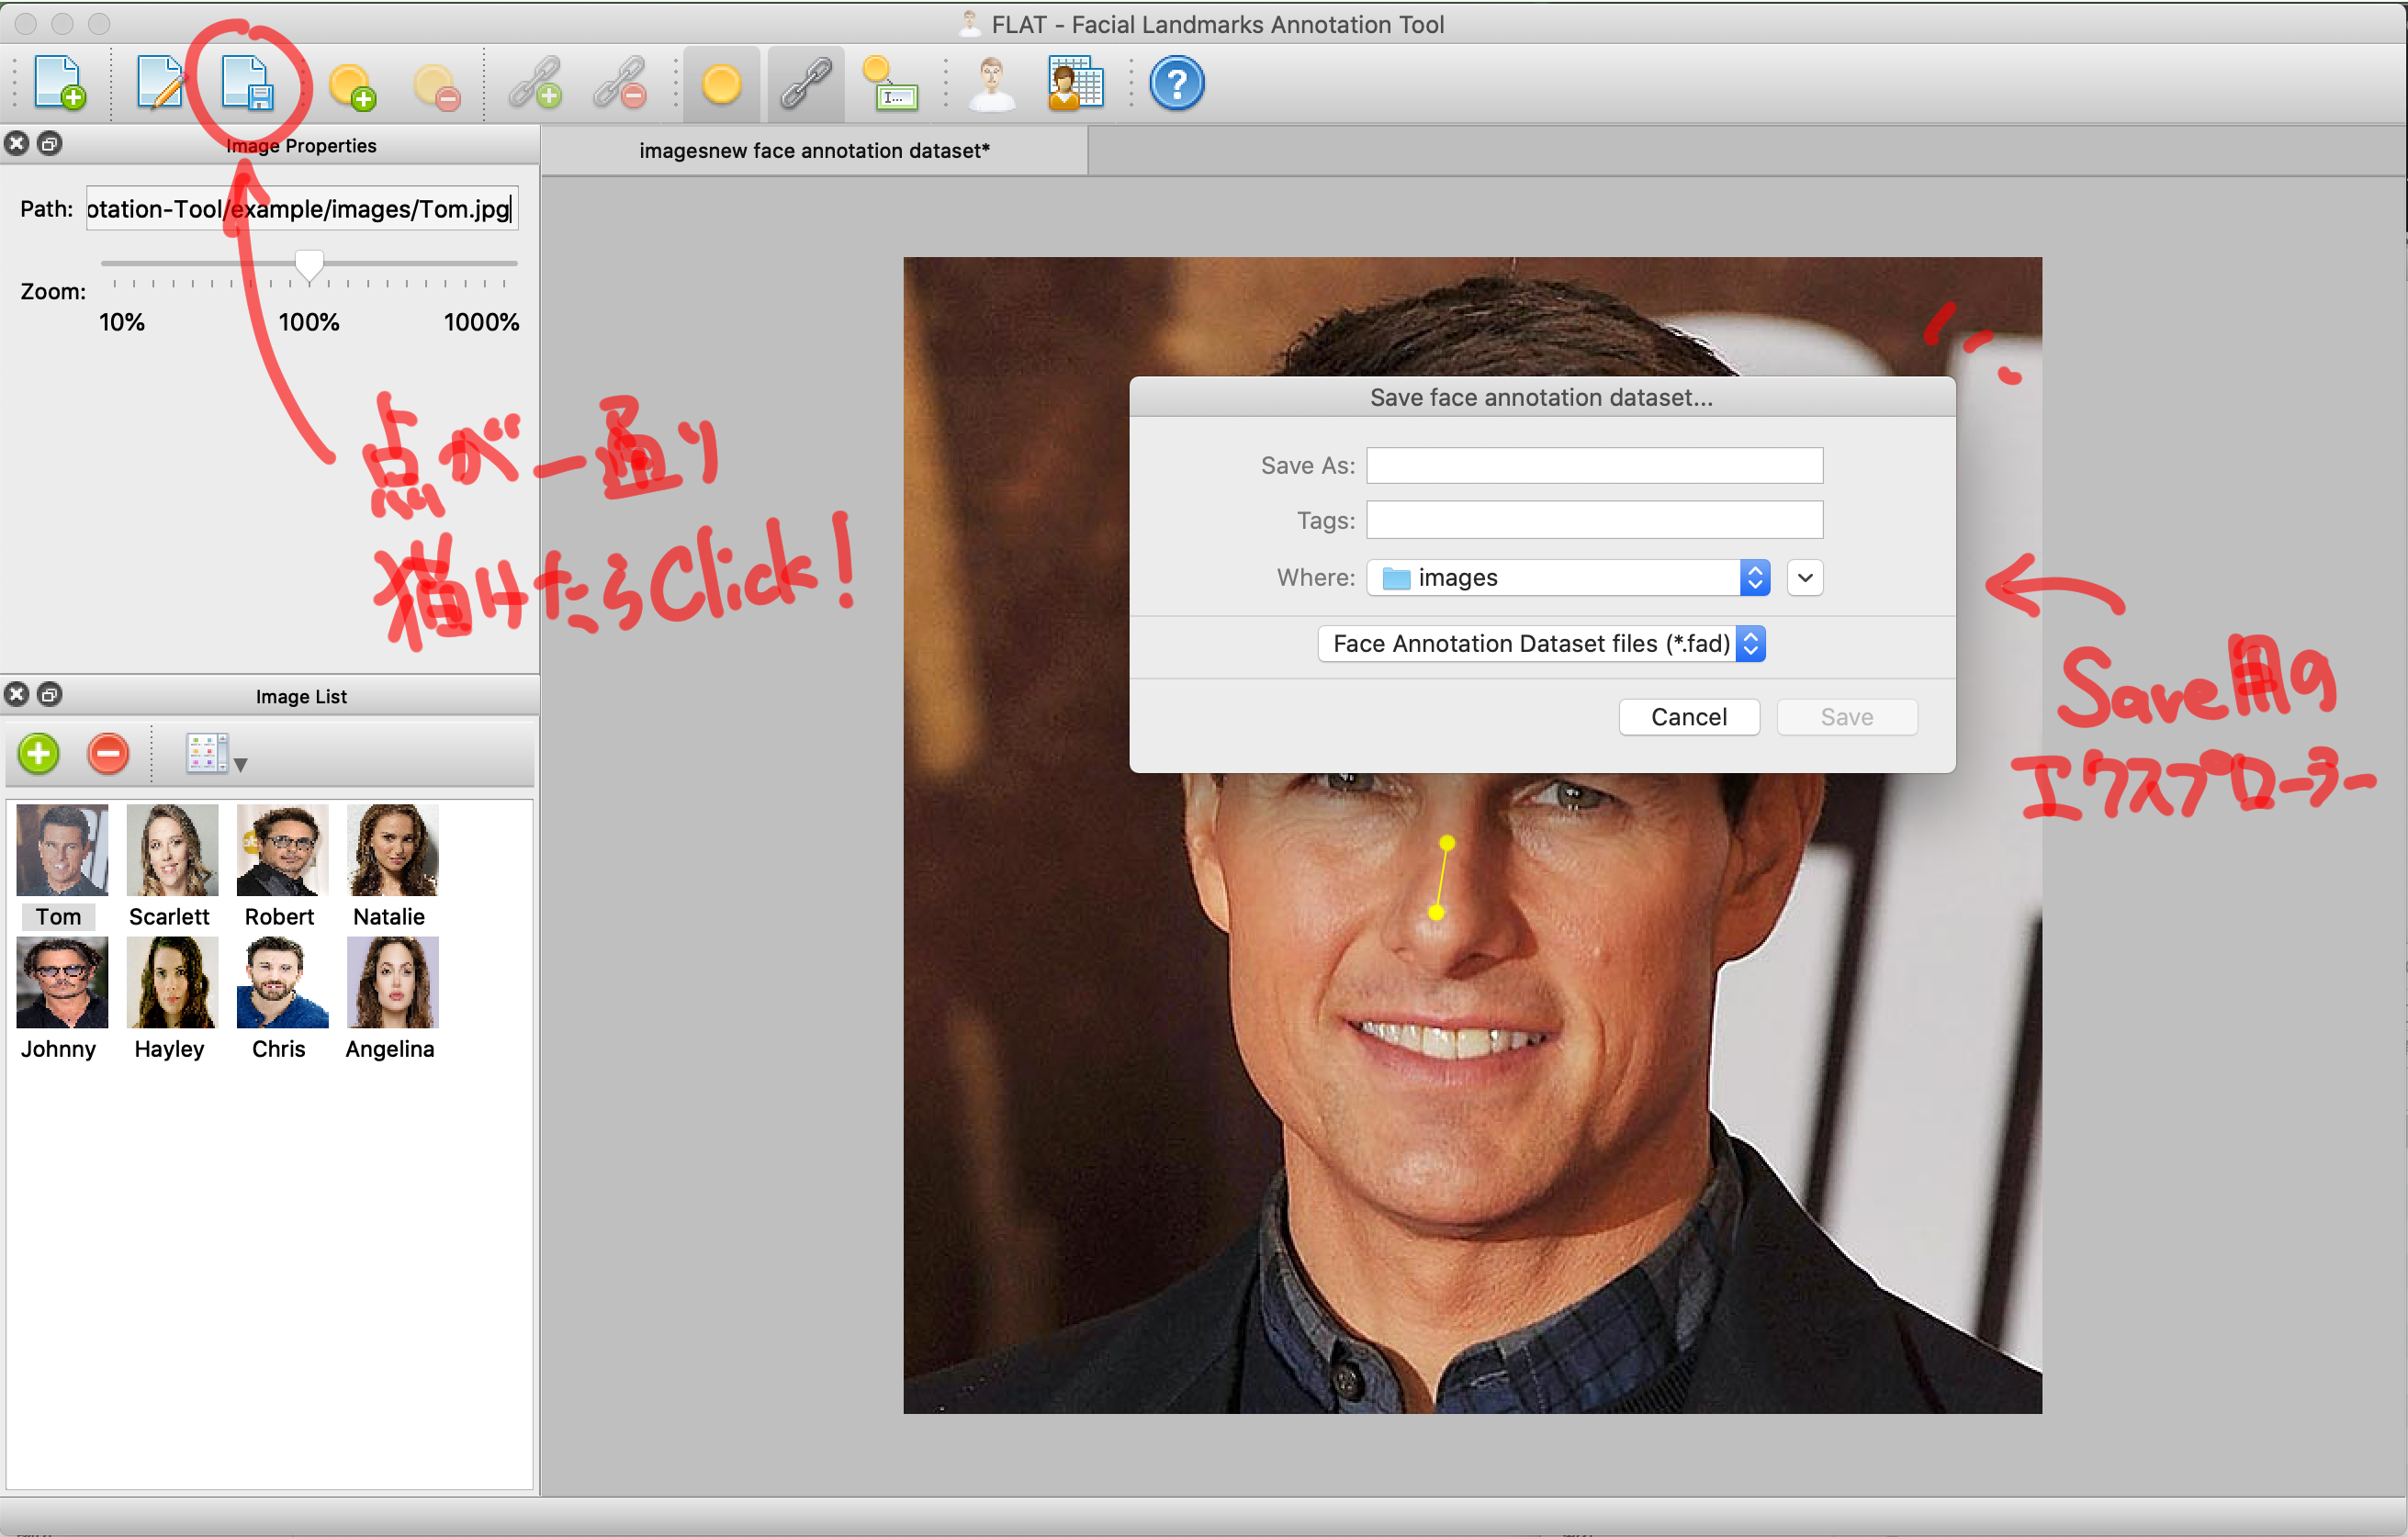 FLAT - Facial Landmarks Annotation Tool
I...
?
Image Properties
imagesnew face annotation dataset*
Path: otation-Tool/example/images/Tom.jpg
Zoom:
10% 100% 1000%
点が一通り
描けたらClick!
Save face annotation dataset...
Save As:
Tags:
Where: images
Face Annotation Dataset files (*.fad)
Cancel Save
Save用の
エクスプローラー
Image List
Tom Scarlett Robert Natalie
Johnny Hayley Chris Angelina